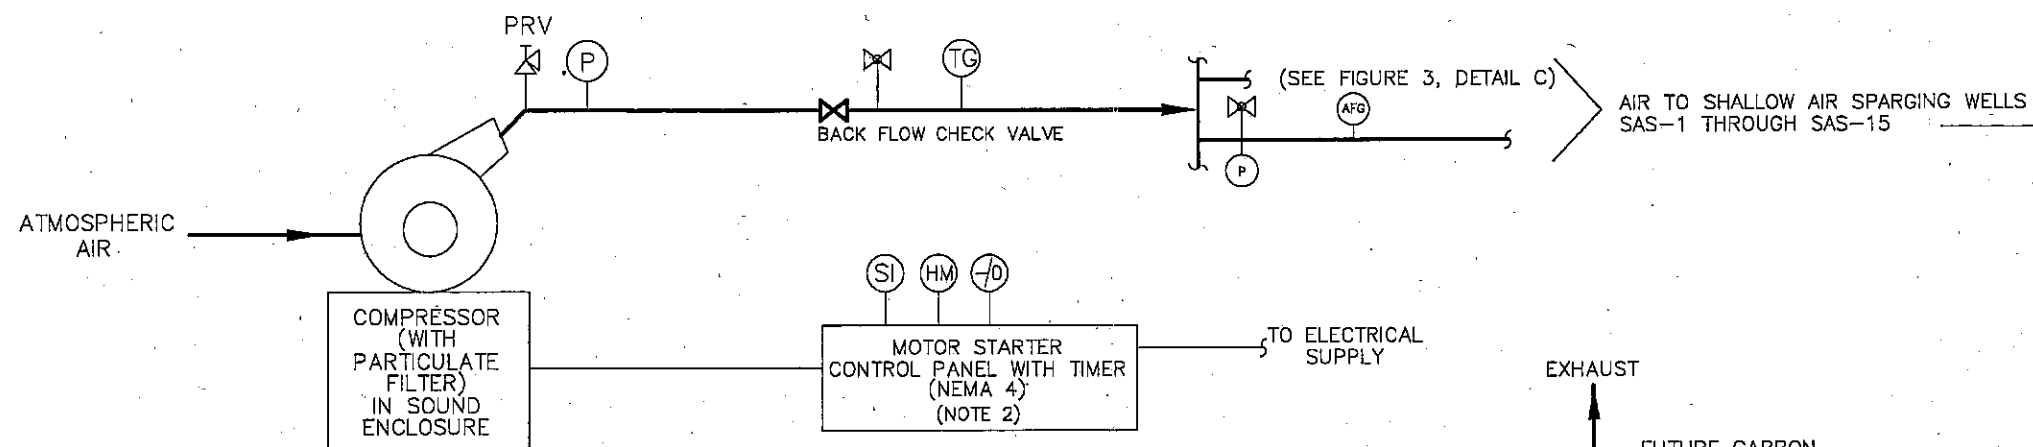 PRV
P
TG
(SEE FIGURE 3, DETAIL C)
AFG
AIR TO SHALLOW AIR SPARGING WELLS
SAS-1 THROUGH SAS-15
BACK FLOW CHECK VALVE
P
ATMOSPHERIC
AIR
SI
HM
COMPRESSOR
(WITH
PARTICULATE
FILTER)
IN SOUND
ENCLOSURE
MOTOR STARTER
CONTROL PANEL WITH TIMER
(NEMA 4)
(NOTE 2)
TO ELECTRICAL
SUPPLY
EXHAUST
FUTURE CARBON